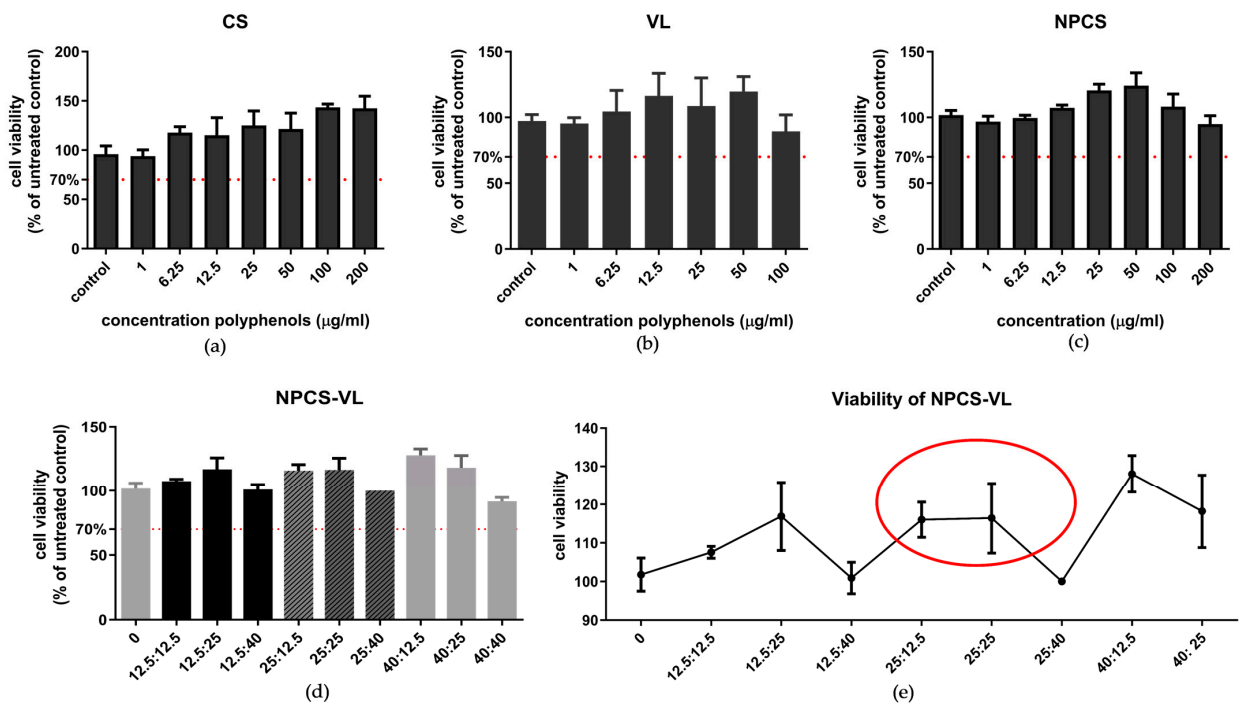 CS
cell viability
(% of untreated control)
200
150
100
70%
50
0
control
1
6.25
12.5
25
50
100
200
concentration polyphenols (μg/ml)
(a)
VL
cell viability
(% of untreated control)
150
100
70%
50
0
control
1
6.25
12.5
25
50
100
concentration polyphenols (μg/ml)
(b)
NPCS
cell viability
(% of untreated control)
150
100
70%
50
0
control
1
6.25
12.5
25
50
100
200
concentration (μg/ml)
(c)
NPCS-VL
cell viability
(% of untreated control)
150
100
70%
50
0
0
12.5:12.5
12.5:25
12.5:40
25:12.5
25:25
25:40
40:12.5
40:25
40:40
(d)
Viability of NPCS-VL
cell viability
140
130
120
110
100
90
0
12.5:12.5
12.5:25
12.5:40
25:12.5
25:25
25:40
40:12.5
40:: 25
(e)